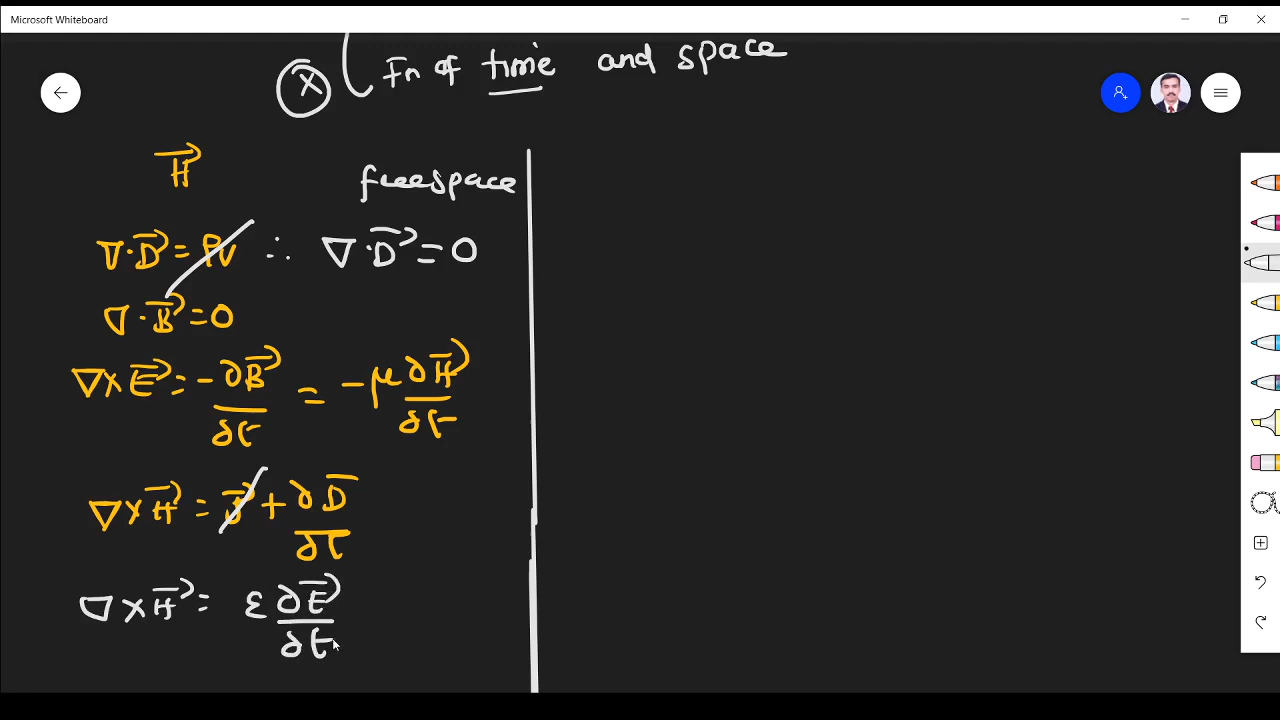 Microsoft Whiteboard
Fn of time and space
X
H⃗
freespace
∇·D⃗ = ρv ∴ ∇·D⃗ = 0
∇·B⃗ = 0
∇×E⃗ = -∂B⃗/∂t = -μ ∂H⃗/∂t
∇×H⃗ = J⃗ + ∂D̅/∂t
∇×H⃗ = ε ∂E⃗/∂t